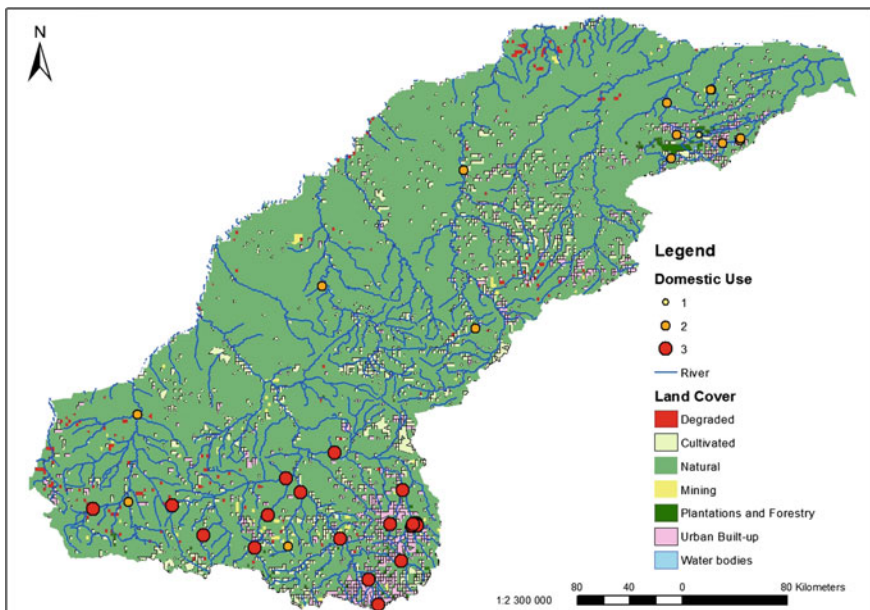 N
Legend
Domestic Use
1
2
3
River
Land Cover
Degraded
Cultivated
Natural
Mining
Plantations and Forestry
Urban Built-up
Water bodies
1:2 300 000
80 40 0 80 Kilometers